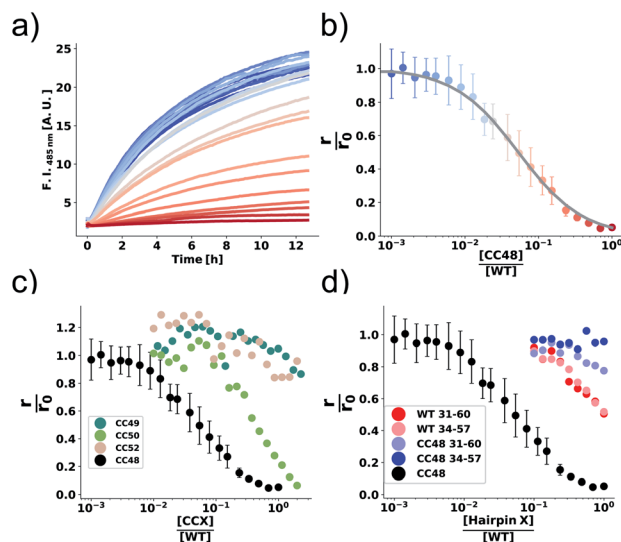 a)
25
20
15
10
5
F. I. 485 nm [A. U.]
0 2 4 6 8 10 12
Time [h]
b)
1.0
0.8
0.6
0.4
0.2
0.0
r
r0
10−3 10−2 10−1 100
[CC48]
[WT]
c)
1.2
1.0
0.8
0.6
0.4
0.2
0.0
r
r0
CC49
CC50
CC52
CC48
10−3 10−2 10−1 100
[CCX]
[WT]
d)
1.0
0.8
0.6
0.4
0.2
0.0
r
r0
WT 31-60
WT 34-57
CC48 31-60
CC48 34-57
CC48
10−3 10−2 10−1 100
[Hairpin X]
[WT]